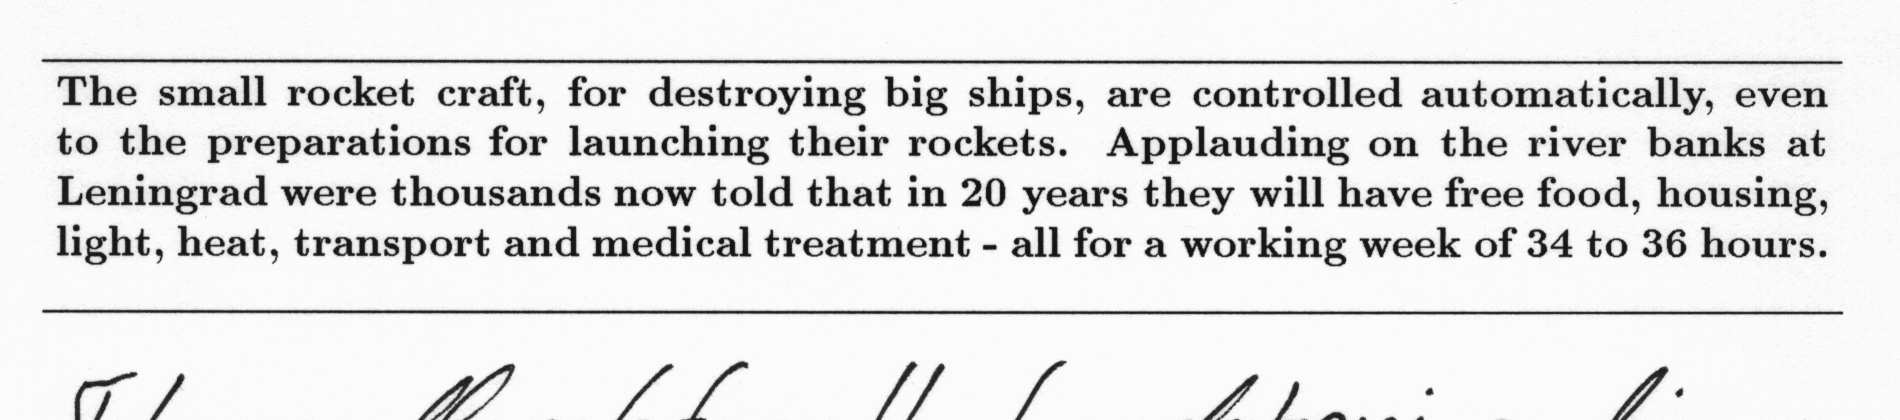 The small rocket craft, for destroying big ships, are controlled automatically, even
to the preparations for launching their rockets. Applauding on the river banks at
Leningrad were thousands now told that in 20 years they will have free food, housing,
light, heat, transport and medical treatment - all for a working week of 34 to 36 hours.